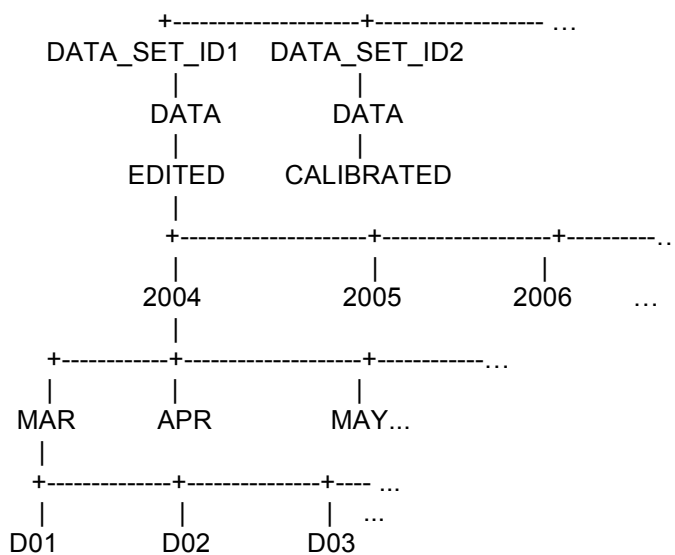 +---------------------+------------------- …
DATA_SET_ID1 DATA_SET_ID2
| |
DATA DATA
| |
EDITED CALIBRATED
|
+---------------------+-------------------+----------…
| | |
2004 2005 2006 …
|
+------------+--------------------+------------…
| | |
MAR APR MAY...
|
+--------------+---------------+---- ...
| | | ...
D01 D02 D03